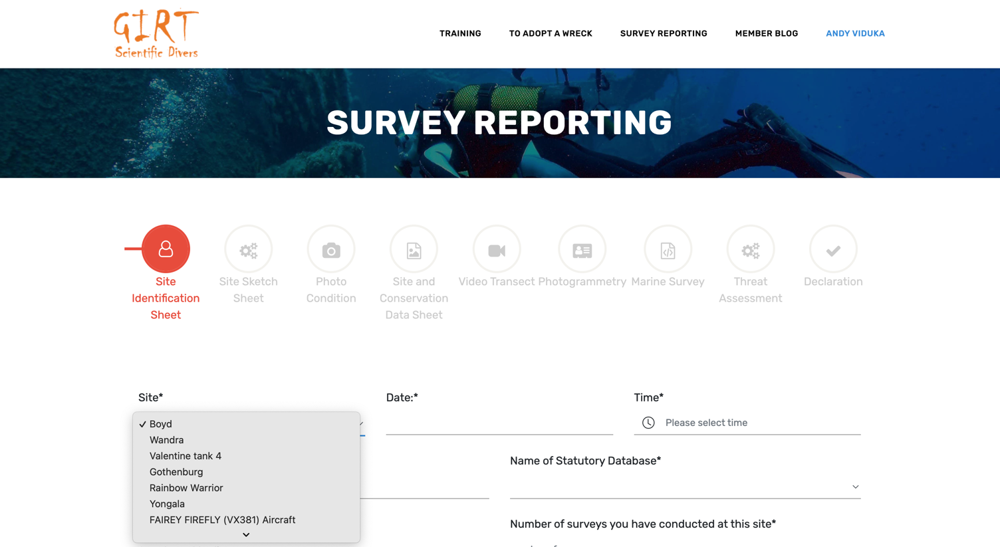 GIRT
Scientific Divers
TRAINING
TO ADOPT A WRECK
SURVEY REPORTING
MEMBER BLOG
ANDY VIDUKA
SURVEY REPORTING
Site
Identification
Sheet
Site Sketch
Sheet
Photo
Condition
Site and
Conservation
Data Sheet
Video Transect
Photogrammetry
Marine Survey
Threat
Assessment
Declaration
Site*
Date:*
Time*
Please select time
Boyd
Wandra
Valentine tank 4
Gothenburg
Rainbow Warrior
Yongala
FAIREY FIREFLY (VX381) Aircraft
Name of Statutory Database*
Number of surveys you have conducted at this site*